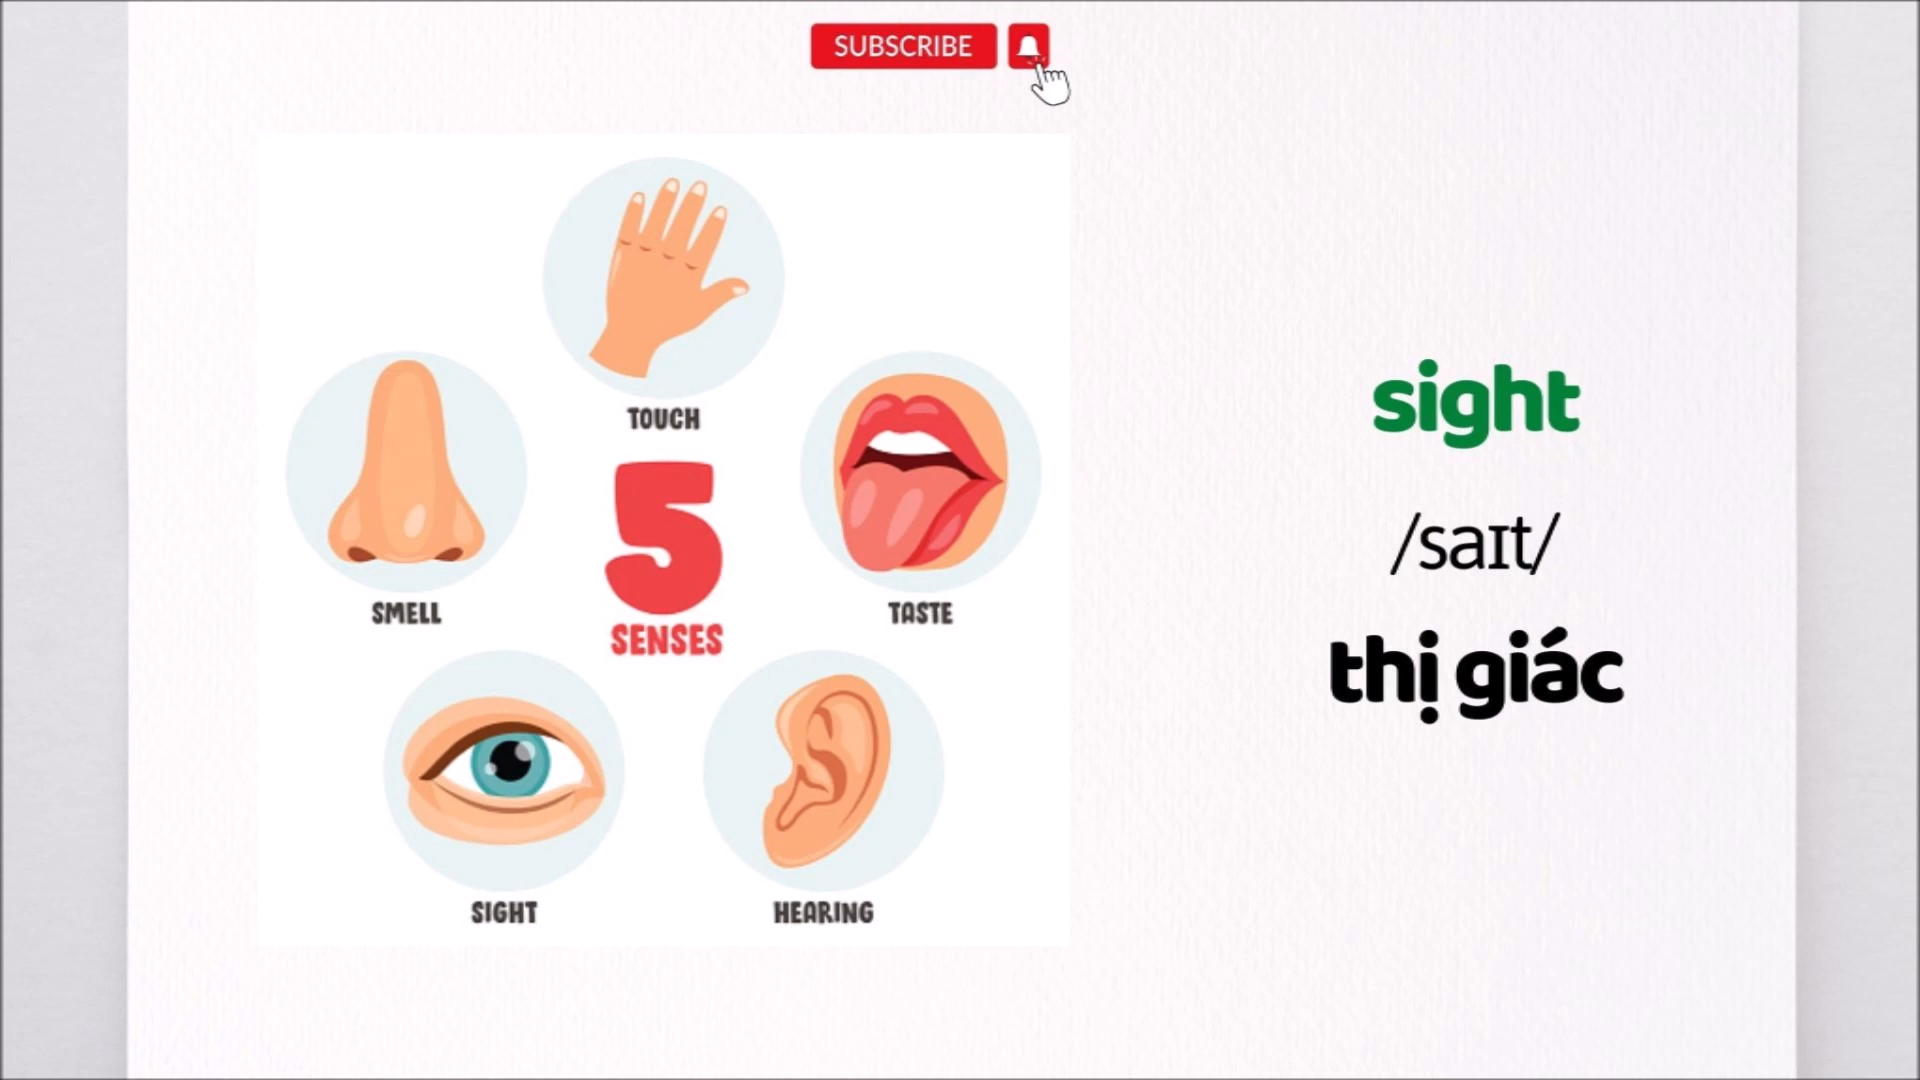 SUBSCRIBE
TOUCH
SMELL
5
SENSES
TASTE
SIGHT
HEARING
sight
/saɪt/
thị giác